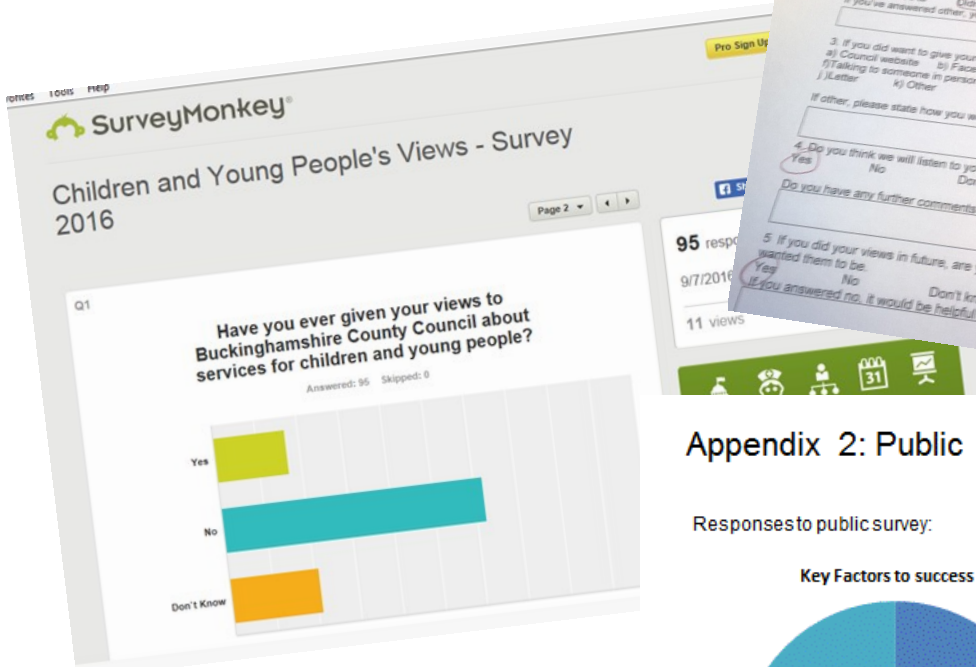 Tools Help
SurveyMonkey®
Pro Sign Up
Children and Young People's Views - Survey
2016
Page 2
Q1
Have you ever given your views to
Buckinghamshire County Council about
services for children and young people?
Answered: 95 Skipped: 0
Yes
No
Don't Know
95
9/7/2016
11 views
31
If you've answered other,
3. If you did want to give your
a) Council website b)
f)Talking to someone in person
j )Letter k) Other
If other, please state how you
4. Do you think we will listen to
Yes No
Do you have any further comments
5 If you did your views in future, are
wanted them to be.
Yes No Don't
If you answered no, it would be helpful
Appendix 2: Public
Responses to public survey:
Key Factors to success